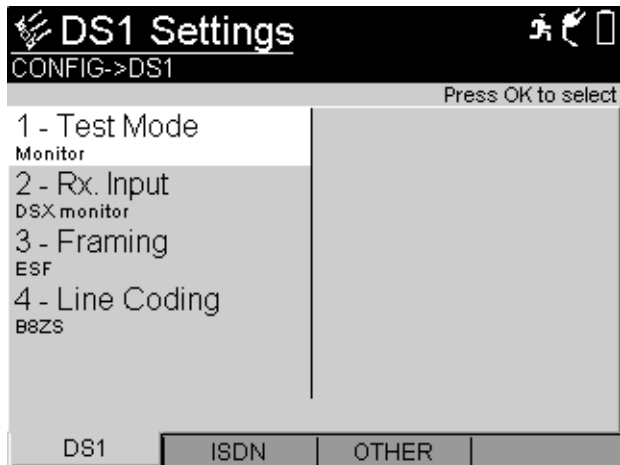 DS1 Settings
CONFIG->DS1
Press OK to select
1 - Test Mode
Monitor
2 - Rx. Input
DSX monitor
3 - Framing
ESF
4 - Line Coding
B8ZS
DS1 ISDN OTHER